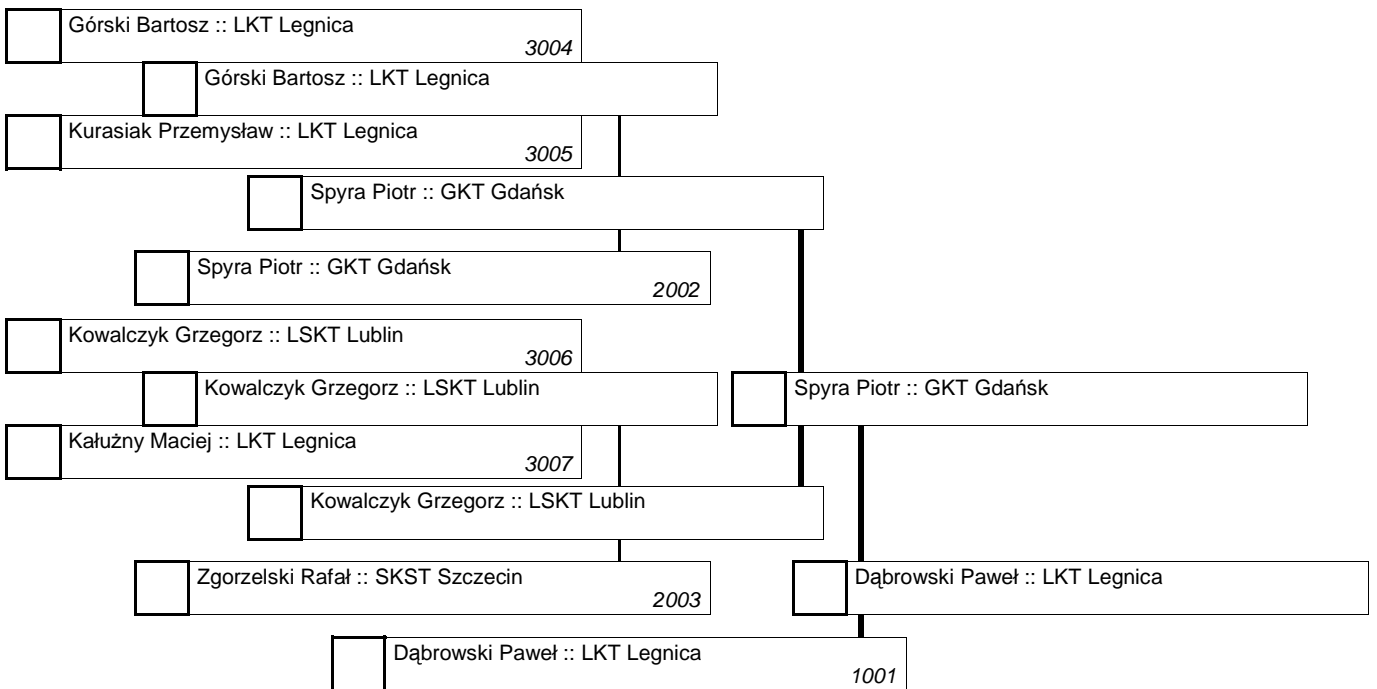 Górski Bartosz :: LKT Legnica
3004
Górski Bartosz :: LKT Legnica
Kurasiak Przemysław :: LKT Legnica
3005
Spyra Piotr :: GKT Gdańsk
Spyra Piotr :: GKT Gdańsk
2002
Kowalczyk Grzegorz :: LSKT Lublin
3006
Kowalczyk Grzegorz :: LSKT Lublin
Spyra Piotr :: GKT Gdańsk
Kałużny Maciej :: LKT Legnica
3007
Kowalczyk Grzegorz :: LSKT Lublin
Zgorzelski Rafał :: SKST Szczecin
2003
Dąbrowski Paweł :: LKT Legnica
Dąbrowski Paweł :: LKT Legnica
1001